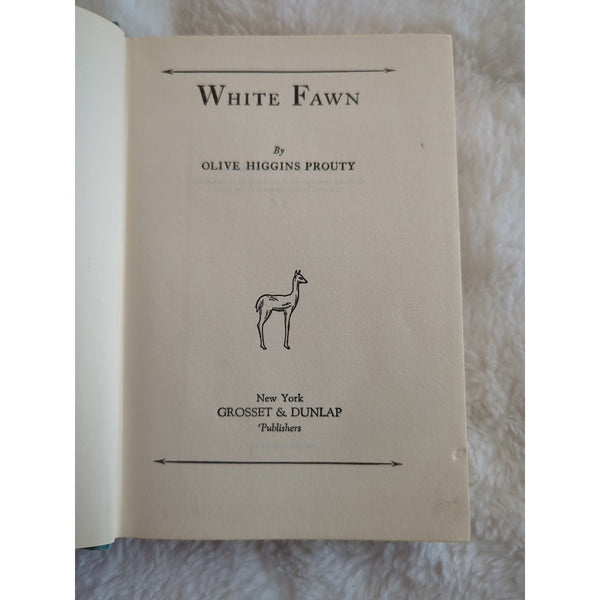 WHITE FAWN
By
OLIVE HIGGINS PROUTY
New York
GROSSET & DUNLAP
Publishers